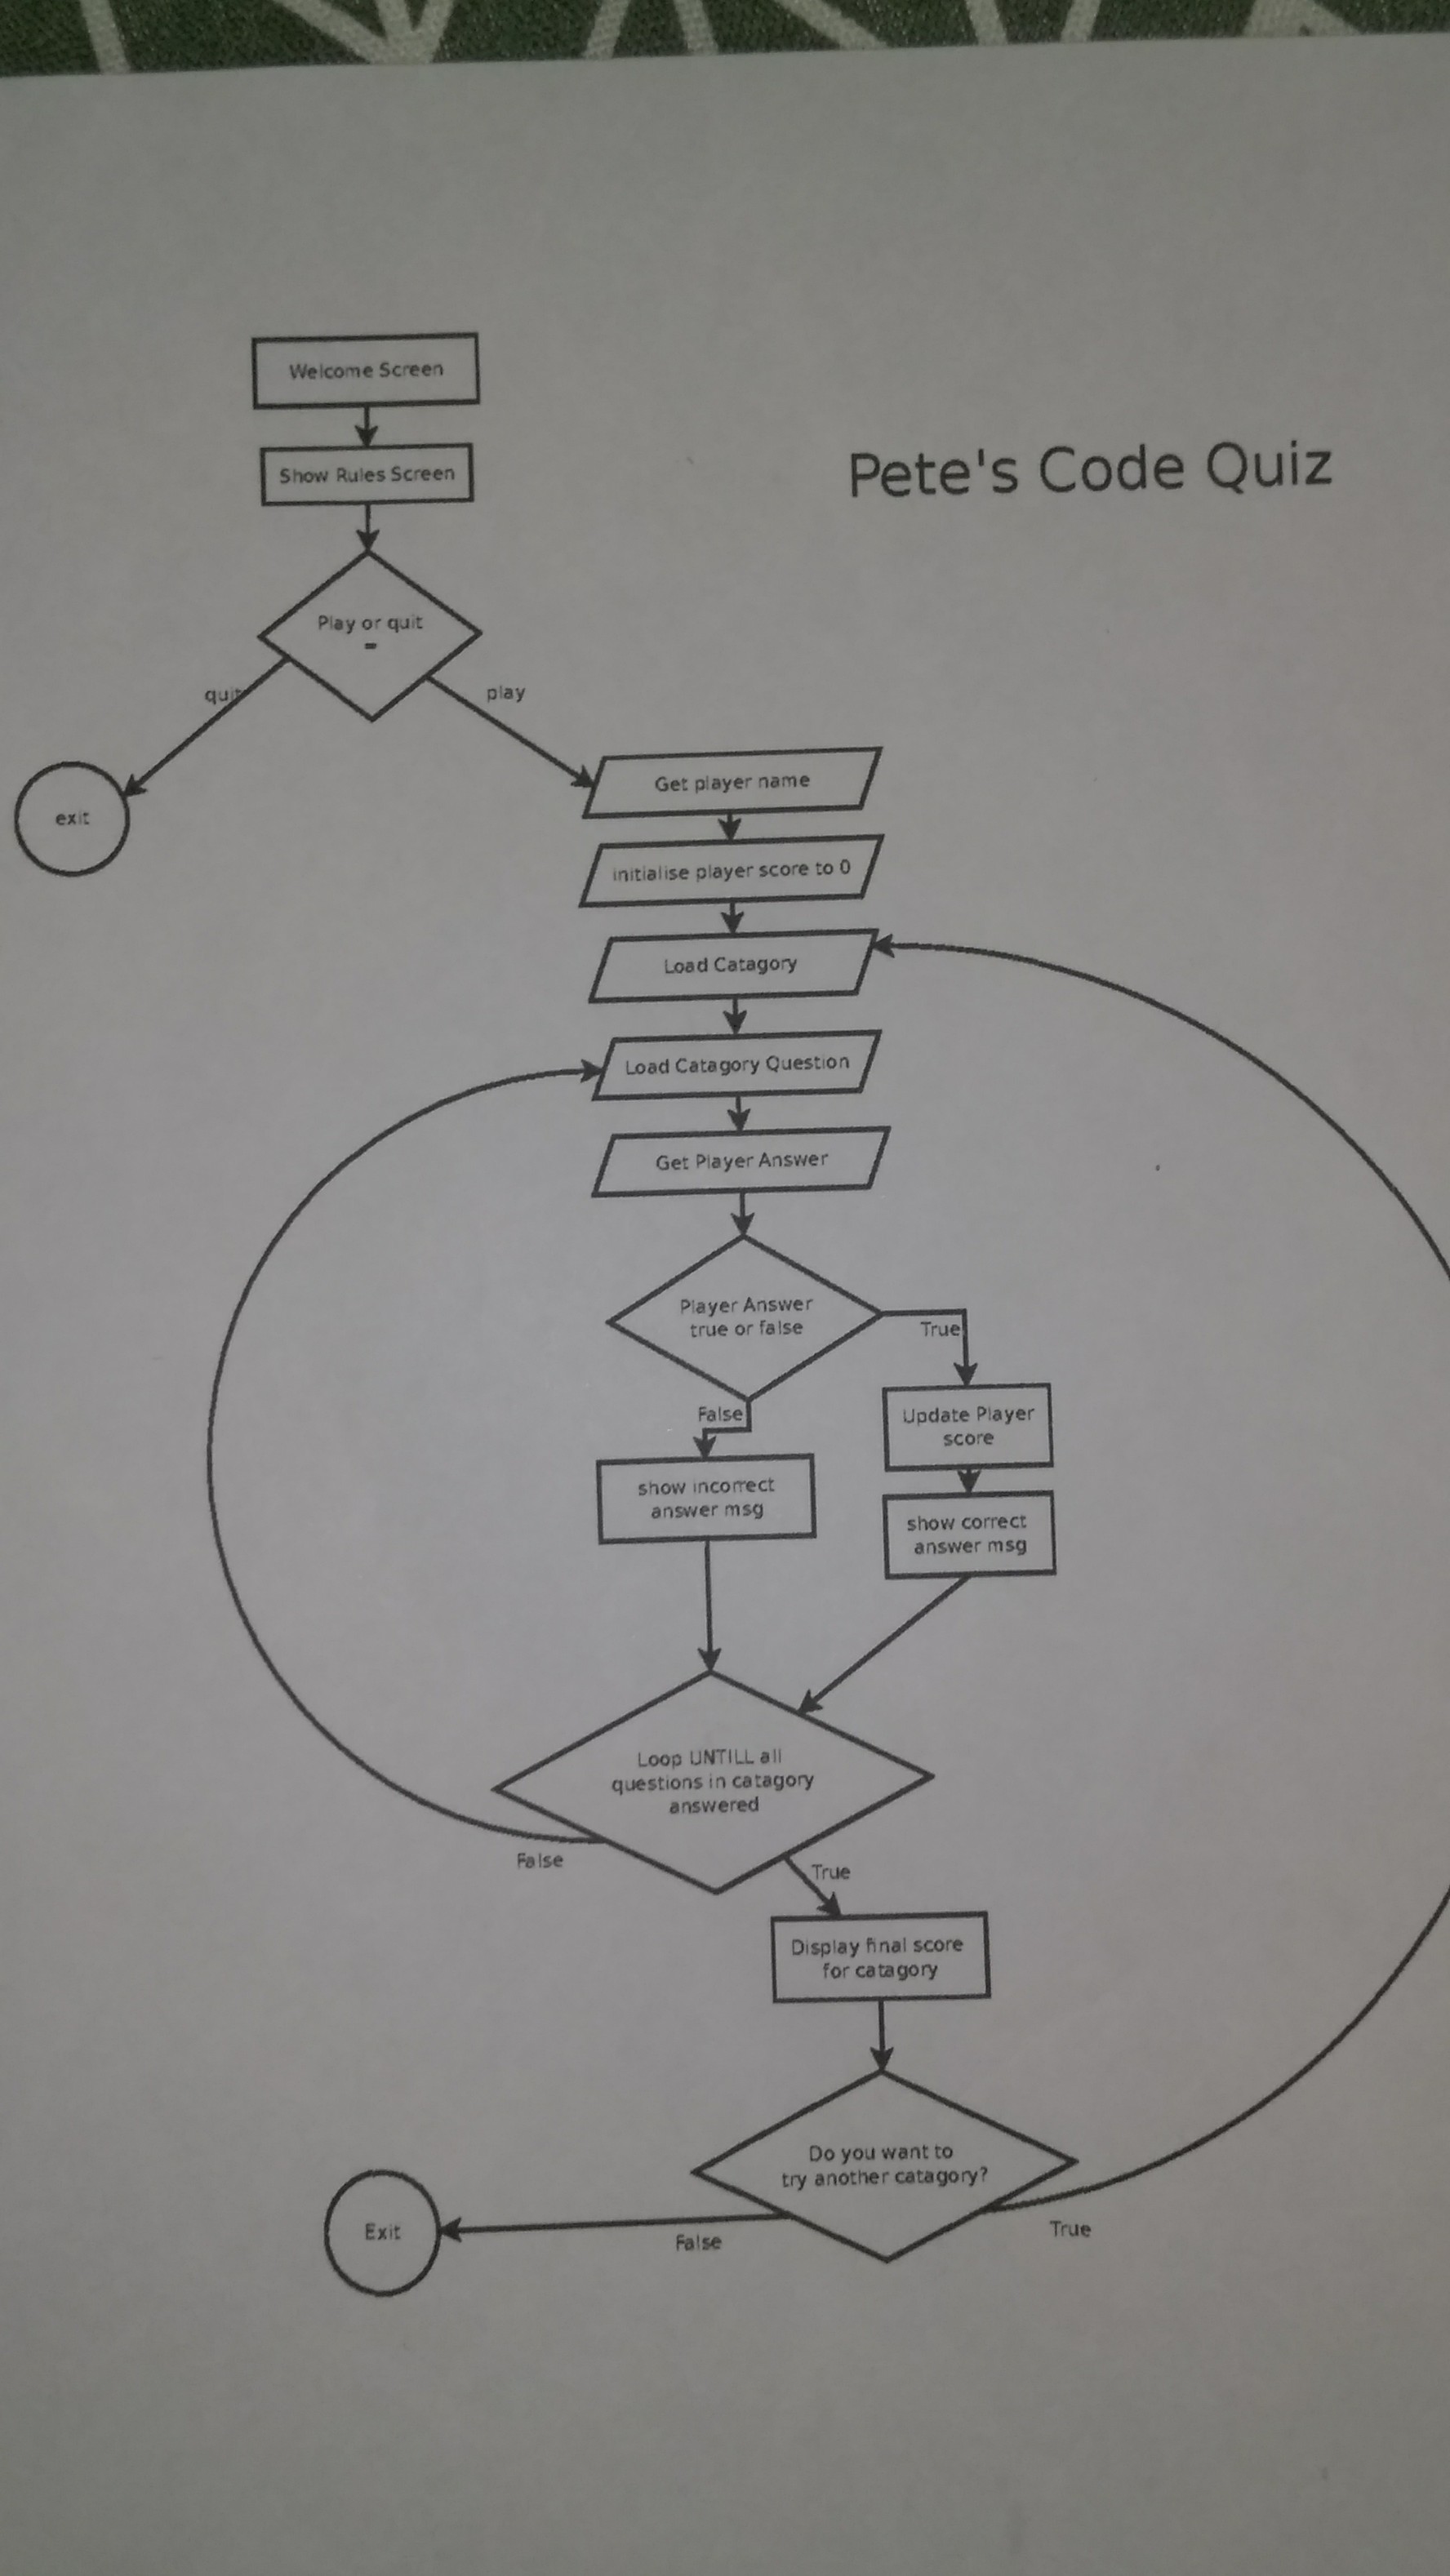 Welcome Screen
Show Rules Screen
Pete's Code Quiz
Play or quit
=
quit
play
exit
Get player name
initialise player score to 0
Load Catagory
Load Catagory Question
Get Player Answer
Player Answer
true or false
True
False
Update Player
score
show incorrect
answer msg
show correct
answer msg
Loop UNTILL all
questions in catagory
answered
False
True
Display final score
for catagory
Do you want to
try another catagory?
Exit
False
True